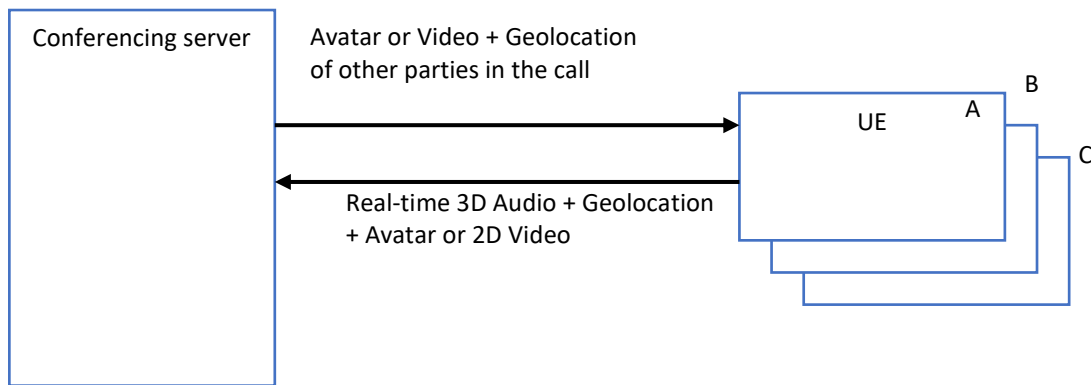 Conferencing server
Avatar or Video + Geolocation
of other parties in the call
B
A
UE
C
Real-time 3D Audio + Geolocation
+ Avatar or 2D Video